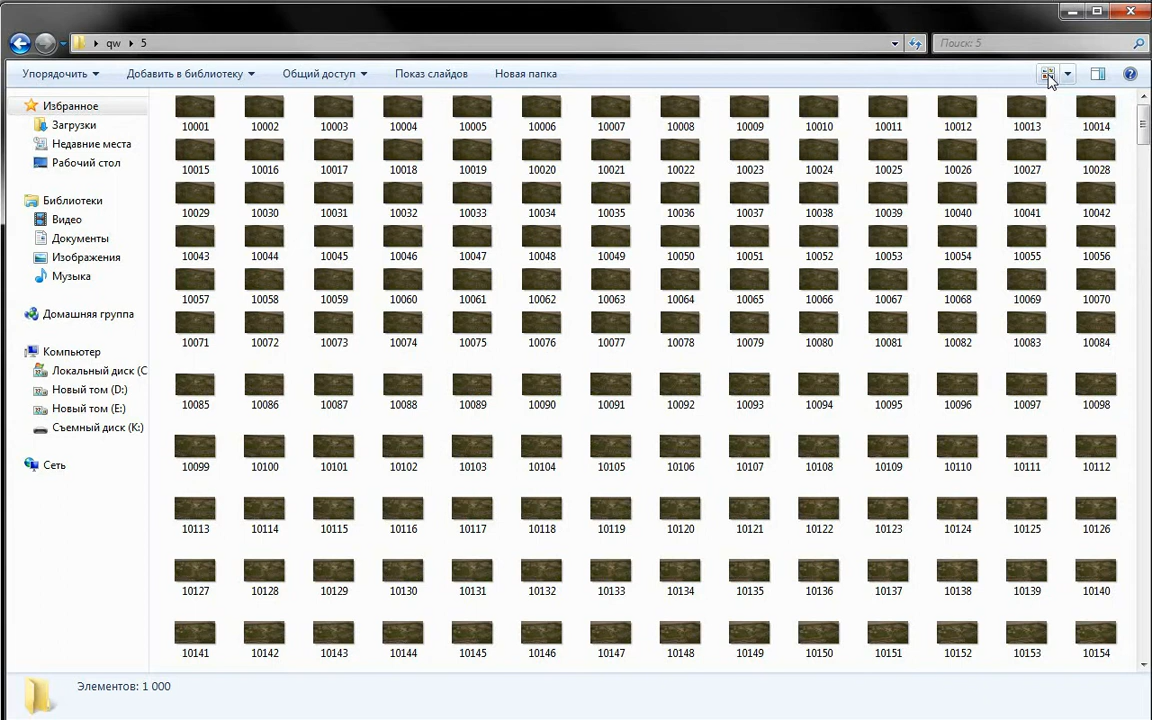 qw 5
Поиск: 5
Упорядочить Добавить в библиотеку Общий доступ Показ слайдов Новая папка
Избранное
Загрузки
Недавние места
Рабочий стол
Библиотеки
Видео
Документы
Изображения
Музыка
Домашняя группа
Компьютер
Локальный диск (C
Новый том (D:)
Новый том (E:)
Съемный диск (K:)
Сеть
10001 10002 10003 10004 10005 10006 10007 10008 10009 10010 10011 10012 10013 10014
10015 10016 10017 10018 10019 10020 10021 10022 10023 10024 10025 10026 10027 10028
10029 10030 10031 10032 10033 10034 10035 10036 10037 10038 10039 10040 10041 10042
10043 10044 10045 10046 10047 10048 10049 10050 10051 10052 10053 10054 10055 10056
10057 10058 10059 10060 10061 10062 10063 10064 10065 10066 10067 10068 10069 10070
10071 10072 10073 10074 10075 10076 10077 10078 10079 10080 10081 10082 10083 10084
10085 10086 10087 10088 10089 10090 10091 10092 10093 10094 10095 10096 10097 10098
10099 10100 10101 10102 10103 10104 10105 10106 10107 10108 10109 10110 10111 10112
10113 10114 10115 10116 10117 10118 10119 10120 10121 10122 10123 10124 10125 10126
10127 10128 10129 10130 10131 10132 10133 10134 10135 10136 10137 10138 10139 10140
10141 10142 10143 10144 10145 10146 10147 10148 10149 10150 10151 10152 10153 10154
Элементов: 1 000